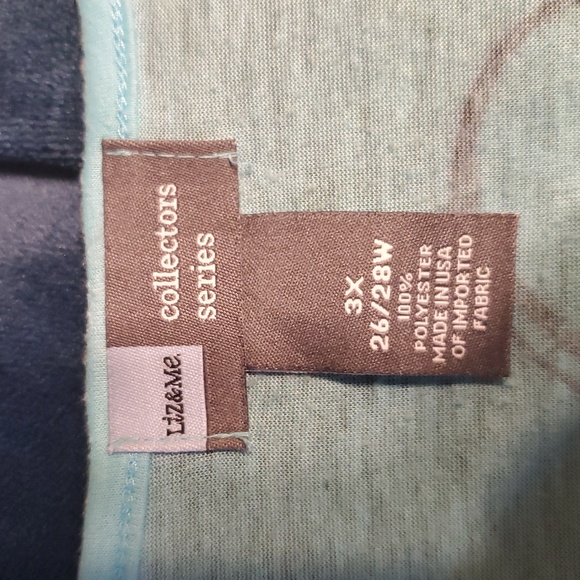 Liz&Me.
collectors
series
3X
26/28W
100%
POLYESTER
MADE IN USA
OF IMPORTED
FABRIC